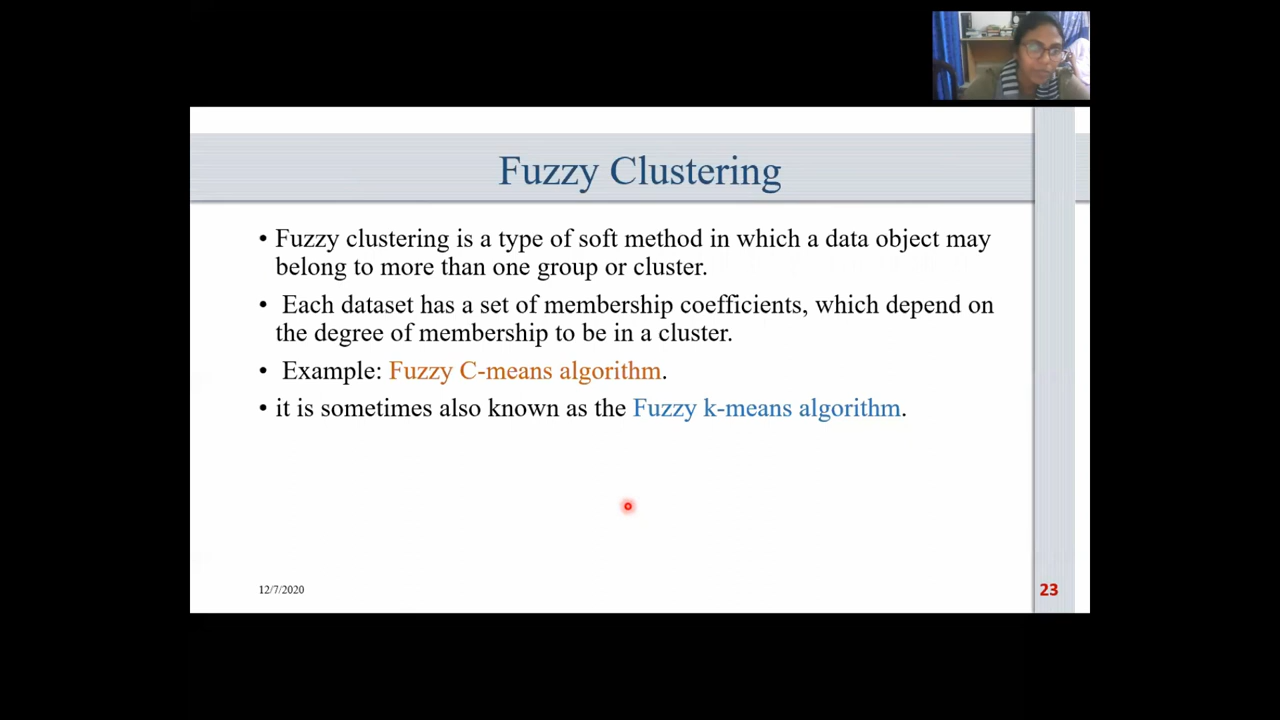 Fuzzy Clustering
• Fuzzy clustering is a type of soft method in which a data object may
belong to more than one group or cluster.
• Each dataset has a set of membership coefficients, which depend on
the degree of membership to be in a cluster.
• Example: Fuzzy C-means algorithm.
• it is sometimes also known as the Fuzzy k-means algorithm.
12/7/2020
23